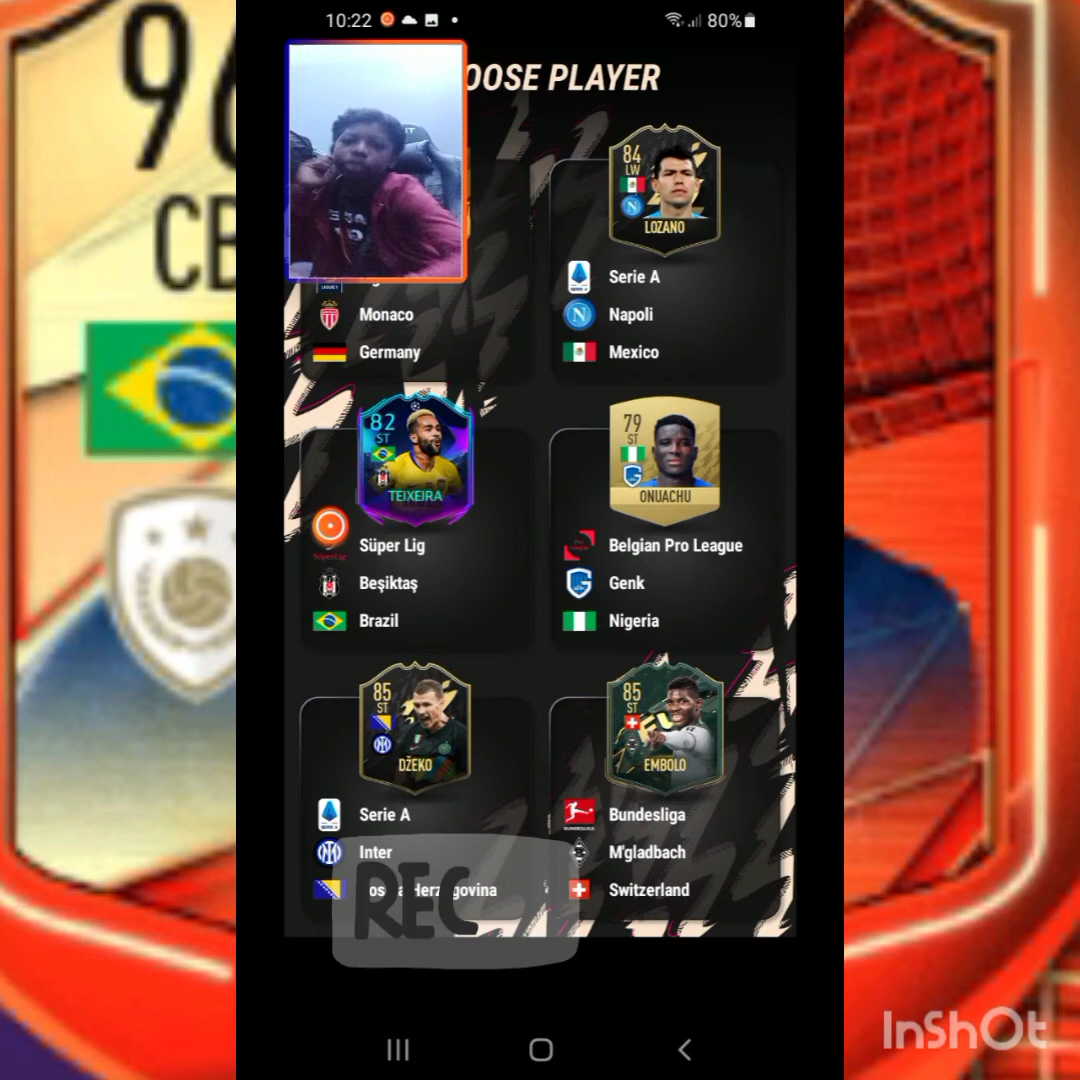 96
CB
10:22
80%
OOSE PLAYER
84
LW
LOZANO
Serie A
Monaco
Napoli
Germany
Mexico
82
ST
TEIXEIRA
79
ST
ONUACHU
Süper Lig
Belgian Pro League
Beşiktaş
Genk
Brazil
Nigeria
85
ST
DŽEKO
85
ST
EMBOLO
Serie A
Bundesliga
Inter
M'gladbach
Herzegovina
Switzerland
REC
InShOt